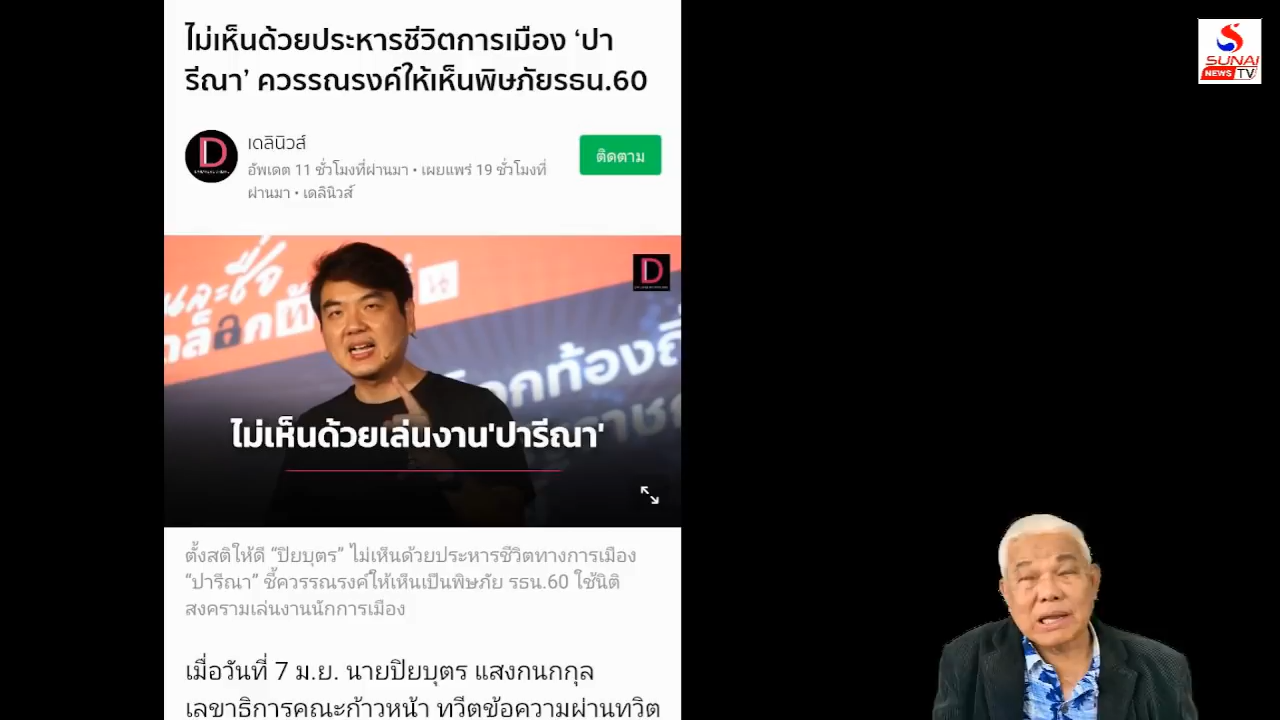 ไม่เห็นด้วยประหารชีวิตการเมือง ‘ปา
รีณา’ ควรรณรงค์ให้เห็นพิษภัยรธน.60
เดลินิวส์
อัพเดต 11 ชั่วโมงที่ผ่านมา • เผยแพร่ 19 ชั่วโมงที่
ผ่านมา • เดลินิวส์
ติดตาม
SUNAI
NEWS TV
D
D
ไม่เห็นด้วยเล่นงาน'ปารีณา'
ตั้งสติให้ดี “ปิยบุตร” ไม่เห็นด้วยประหารชีวิตทางการเมือง
“ปารีณา” ชี้ควรรณรงค์ให้เห็นเป็นพิษภัย รธน.60 ใช้นิติ
สงครามเล่นงานนักการเมือง
เมื่อวันที่ 7 ม.ย. นายปิยบุตร แสงกนกกุล
เลขาธิการคณะก้าวหน้า ทวีตข้อความผ่านทวิต